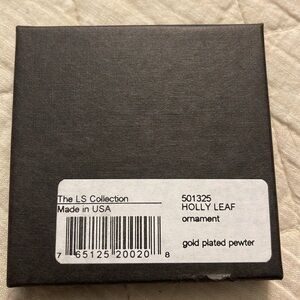 The LS Collection
Made in USA
7 65125 20020 8
501325
HOLLY LEAF
ornament
gold plated pewter